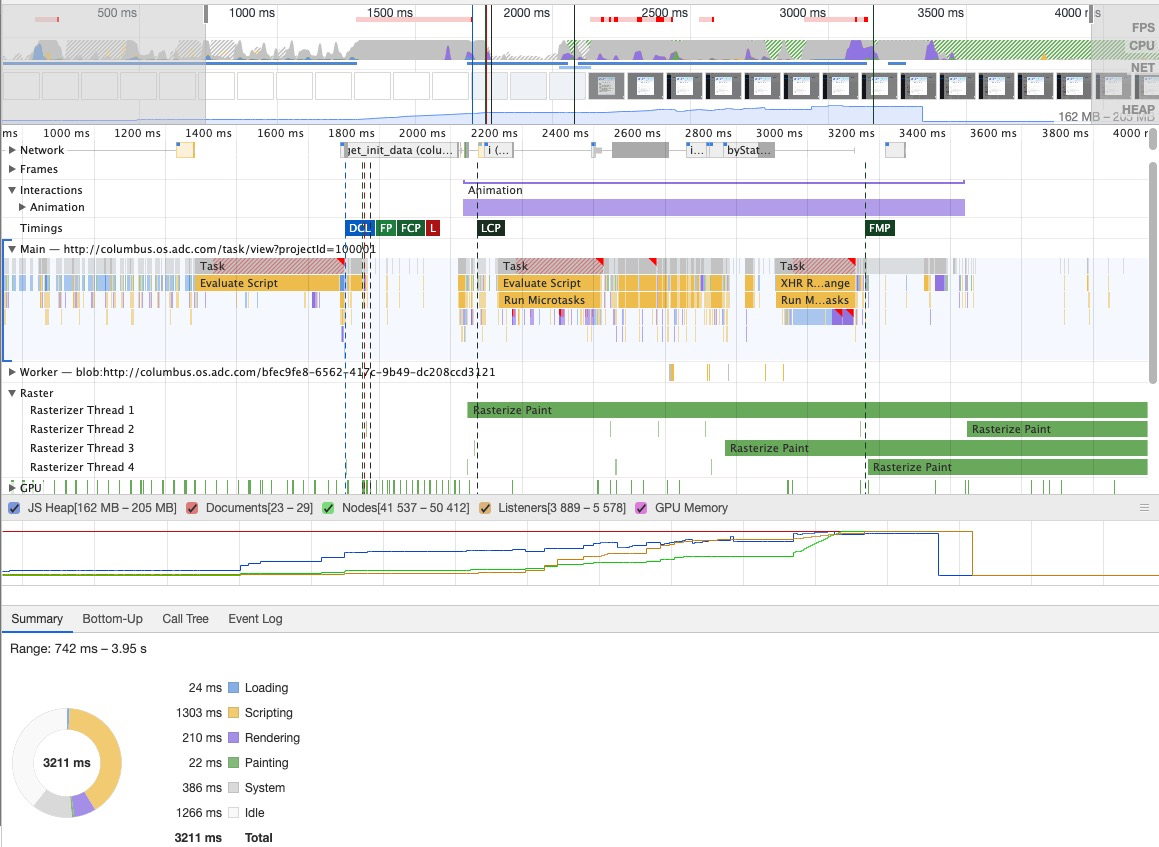 500 ms 1000 ms 1500 ms 2000 ms 2500 ms 3000 ms 3500 ms 4000 ms
FPS
CPU
NET
HEAP
162 MB – 205 MB
ms 1000 ms 1200 ms 1400 ms 1600 ms 1800 ms 2000 ms 2200 ms 2400 ms 2600 ms 2800 ms 3000 ms 3200 ms 3400 ms 3600 ms 3800 ms 4000 r
Network get_init_data (colu... i (... i... byStat...
Frames
Interactions Animation
Animation
Timings DCL FP FCP L LCP FMP
Main — http://columbus.os.adc.com/task/view?projectId=100001
Task Task Task
Evaluate Script Evaluate Script XHR R...ange
Run Microtasks Run M...asks
Worker — blob:http://columbus.os.adc.com/bfec9fe8-6562-417c-9b49-dc208ccd3121
Raster
Rasterizer Thread 1 Rasterize Paint
Rasterizer Thread 2 Rasterize Paint
Rasterizer Thread 3 Rasterize Paint
Rasterizer Thread 4 Rasterize Paint
GPU
JS Heap[162 MB – 205 MB] Documents[23 – 29] Nodes[41 537 – 50 412] Listeners[3 889 – 5 578] GPU Memory
Summary Bottom-Up Call Tree Event Log
Range: 742 ms – 3.95 s
24 ms Loading
1303 ms Scripting
210 ms Rendering
3211 ms
22 ms Painting
386 ms System
1266 ms Idle
3211 ms Total